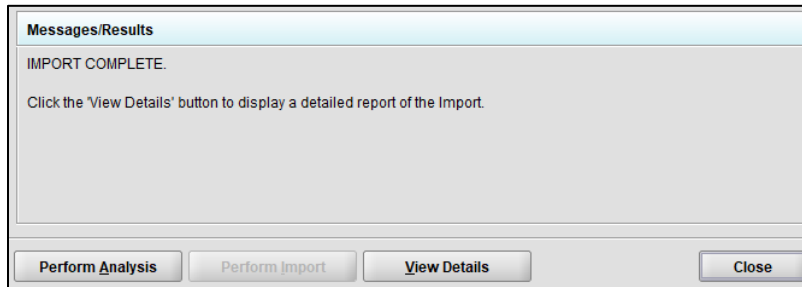 Messages/Results
IMPORT COMPLETE.
Click the 'View Details' button to display a detailed report of the Import.
Perform Analysis Perform Import View Details Close